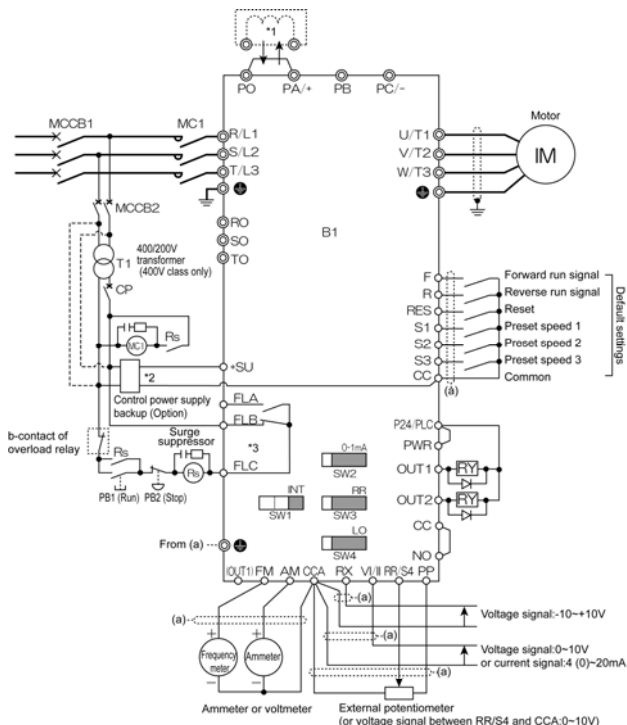 *1
PO PA/+ PB PC/-
MCCB1 MC1
R/L1
S/L2
T/L3
U/T1
V/T2
W/T3
Motor
IM
MCCB2
RO
SO
TO
B1
T1
400/200V
transformer
(400V class only)
CP
MC1
Rs
F
R
RES
S1
S2
S3
CC
Forward run signal
Reverse run signal
Reset
Preset speed 1
Preset speed 2
Preset speed 3
Common
Default settings
(a)
+SU
*2
Control power supply
backup (Option)
FLA
FLB
FLC
*3
b-contact of
overload relay
Rs
Surge
suppressor
Rs
PB1 (Run) PB2 (Stop)
P24/PLC
PWR
OUT1
OUT2
CC
NO
RY
RY
0-1mA
SW2
INT
SW1
RR
SW3
LO
SW4
From (a)
(OUT1) FM AM CCA RX VI/II RR/S4 PP
(a)
(a)
(a)
(a)
+
Frequency
meter
−
+
Ammeter
−
Ammeter or voltmeter
Voltage signal:-10~+10V
Voltage signal:0~10V
or current signal:4 (0)~20mA
External potentiometer
(or voltage signal between RR/S4 and CCA:0~10V)